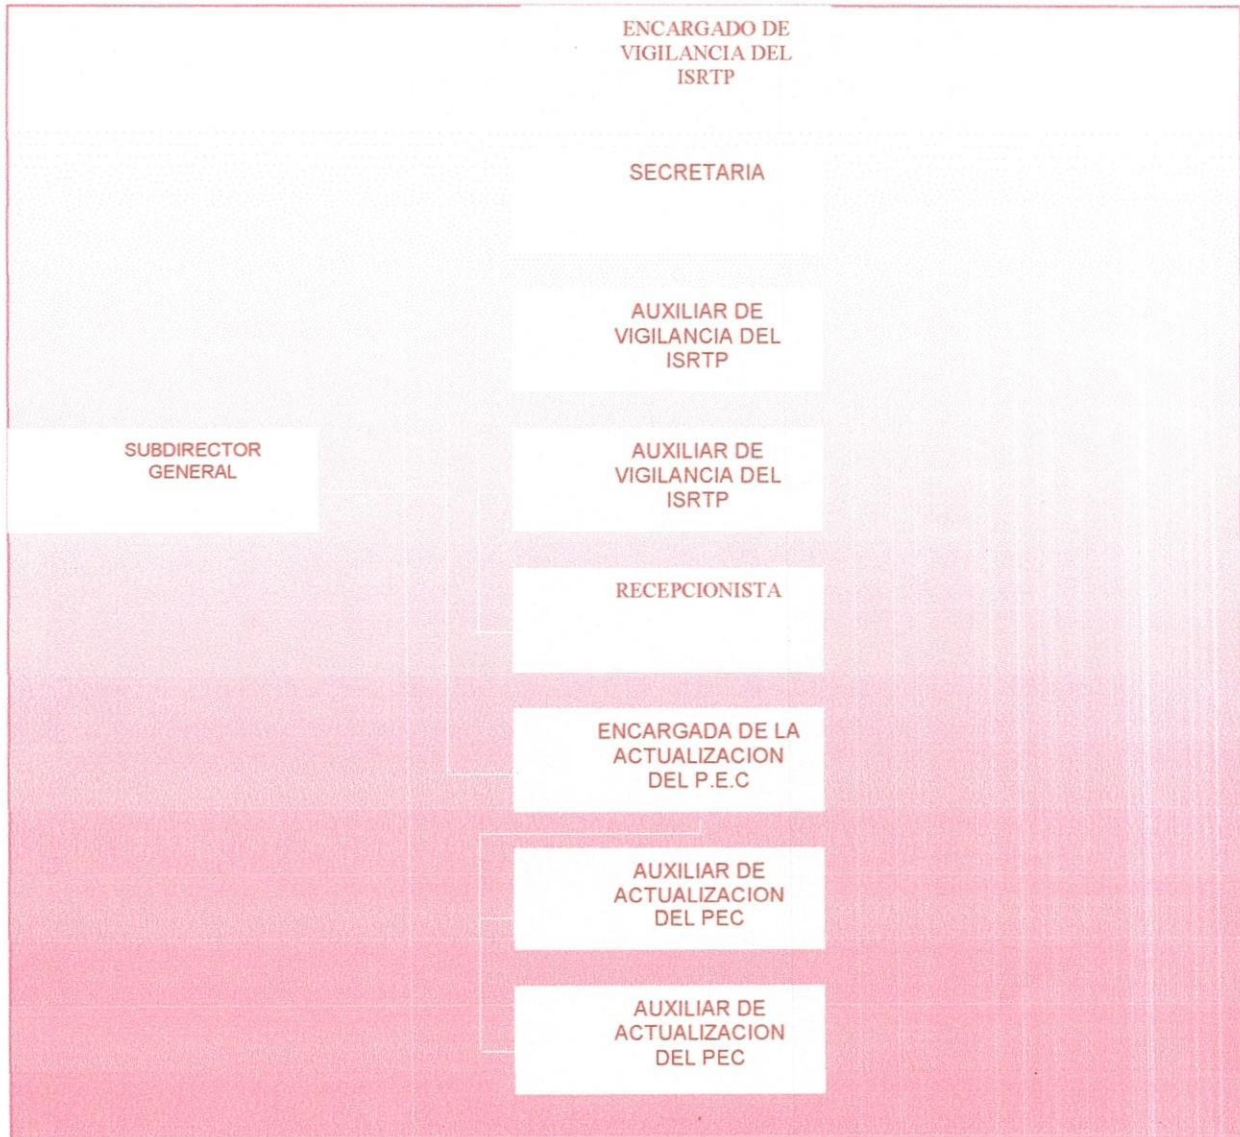 ENCARGADO DE
VIGILANCIA DEL
ISRTP
SECRETARIA
AUXILIAR DE
VIGILANCIA DEL
ISRTP
SUBDIRECTOR
GENERAL
AUXILIAR DE
VIGILANCIA DEL
ISRTP
RECEPCIONISTA
ENCARGADA DE LA
ACTUALIZACION
DEL P.E.C
AUXILIAR DE
ACTUALIZACION
DEL PEC
AUXILIAR DE
ACTUALIZACION
DEL PEC